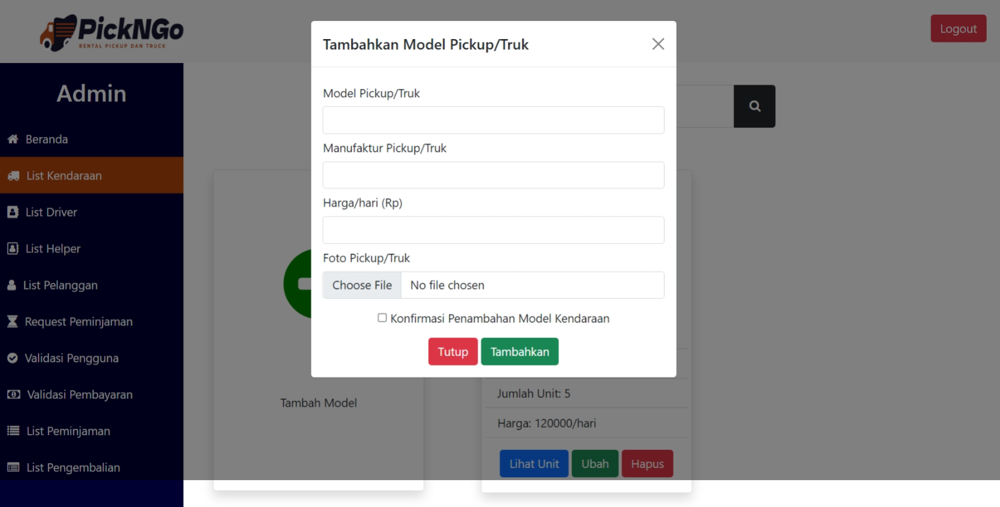 PickNGo
RENTAL PICKUP DAN TRUCK
Logout
Admin
Beranda
List Kendaraan
List Driver
List Helper
List Pelanggan
Request Peminjaman
Validasi Pengguna
Validasi Pembayaran
List Peminjaman
List Pengembalian
Tambahkan Model Pickup/Truk
Model Pickup/Truk
Manufaktur Pickup/Truk
Harga/hari (Rp)
Foto Pickup/Truk
Choose File No file chosen
Konfirmasi Penambahan Model Kendaraan
Tutup Tambahkan
Tambah Model
Jumlah Unit: 5
Harga: 120000/hari
Lihat Unit Ubah Hapus